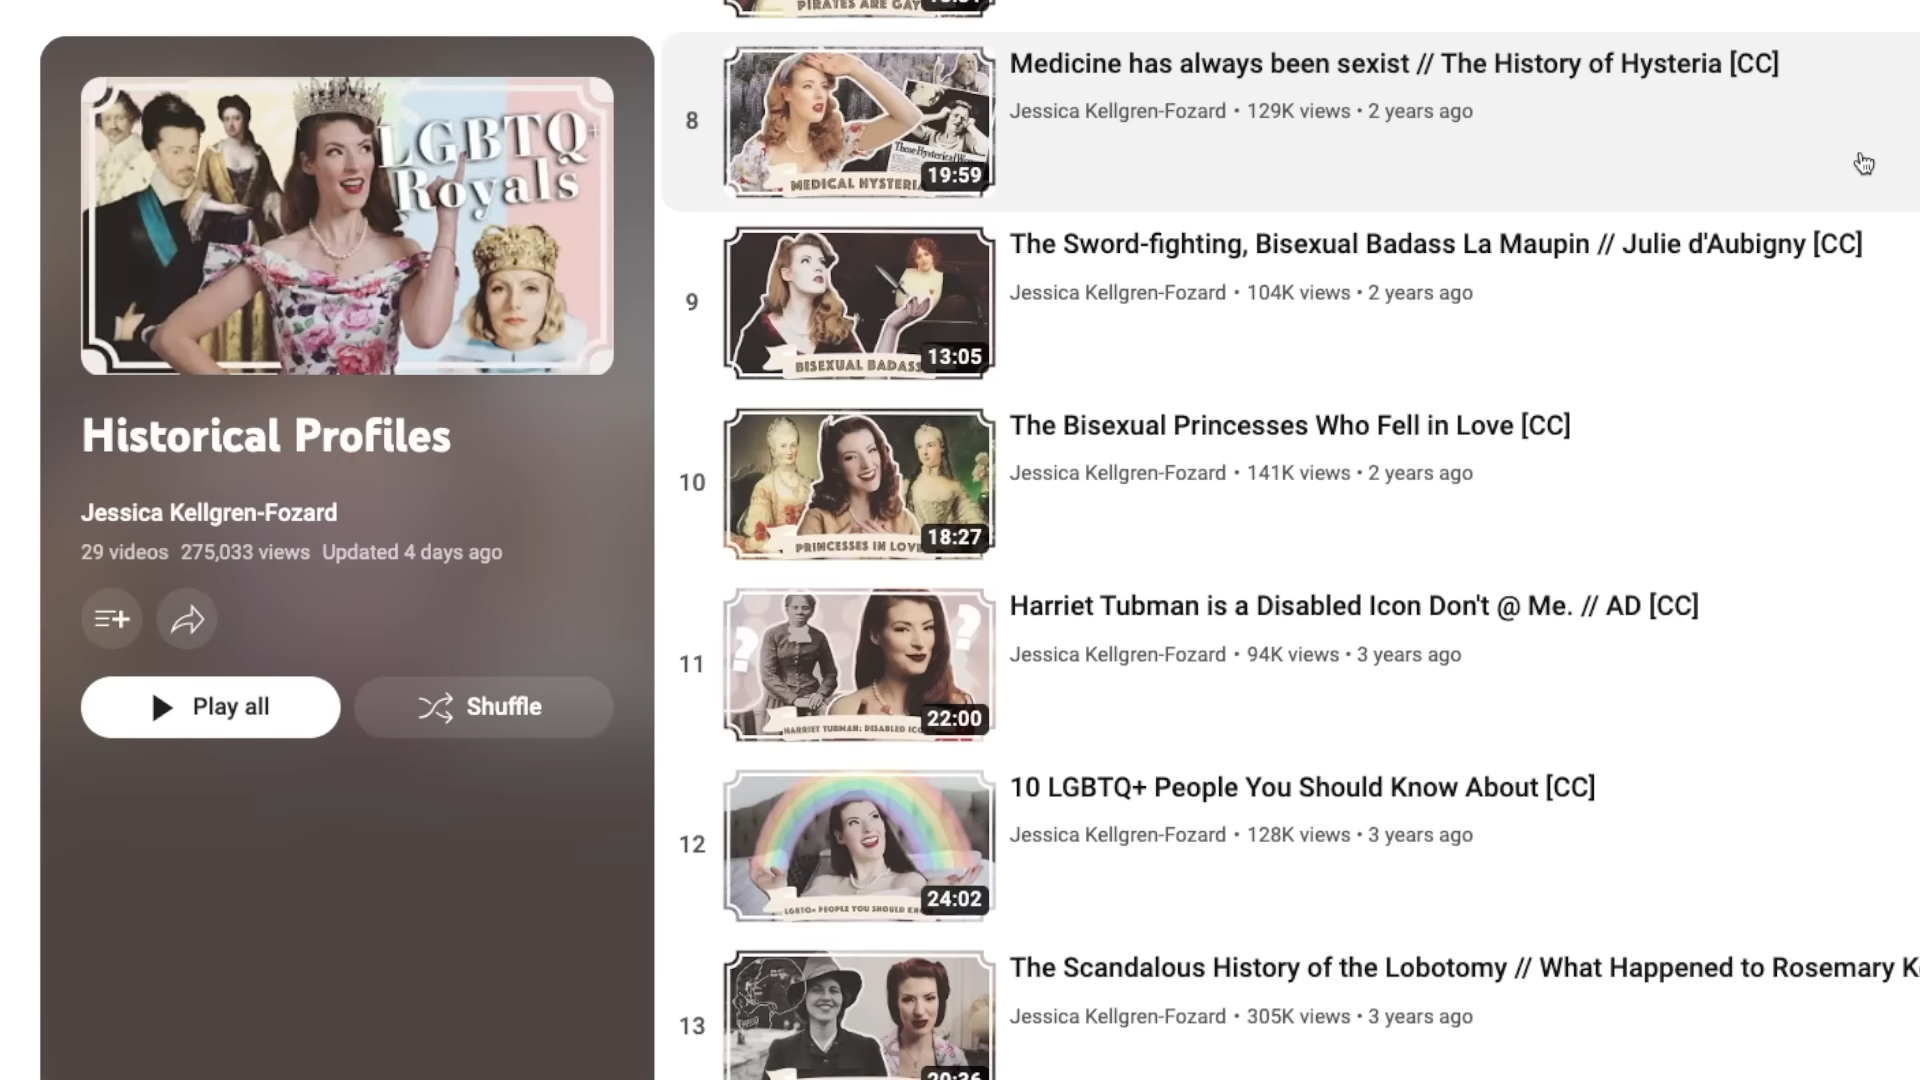 PIRATES ARE GAY
LGBTQ+
Royals
Historical Profiles
Jessica Kellgren-Fozard
29 videos 275,033 views Updated 4 days ago
Play all
Shuffle
8
MEDICAL HYSTERIA
19:59
Medicine has always been sexist // The History of Hysteria [CC]
Jessica Kellgren-Fozard • 129K views • 2 years ago
9
BISEXUAL BADASS
13:05
The Sword-fighting, Bisexual Badass La Maupin // Julie d'Aubigny [CC]
Jessica Kellgren-Fozard • 104K views • 2 years ago
10
PRINCESSES IN LOVE
18:27
The Bisexual Princesses Who Fell in Love [CC]
Jessica Kellgren-Fozard • 141K views • 2 years ago
11
HARRIET TUBMAN: DISABLED
22:00
Harriet Tubman is a Disabled Icon Don't @ Me. // AD [CC]
Jessica Kellgren-Fozard • 94K views • 3 years ago
12
LGBTQ+ PEOPLE YOU SHOULD
24:02
10 LGBTQ+ People You Should Know About [CC]
Jessica Kellgren-Fozard • 128K views • 3 years ago
13
The Scandalous History of the Lobotomy // What Happened to Rosemary
Jessica Kellgren-Fozard • 305K views • 3 years ago